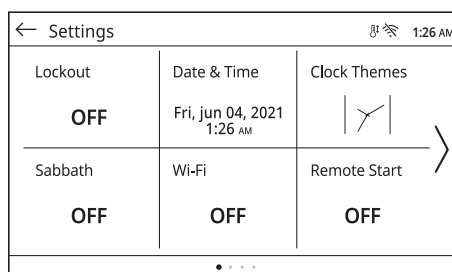 Settings
1:26 AM
Lockout
OFF
Date & Time
Fri, jun 04, 2021
1:26 AM
Clock Themes
Sabbath
OFF
Wi-Fi
OFF
Remote Start
OFF